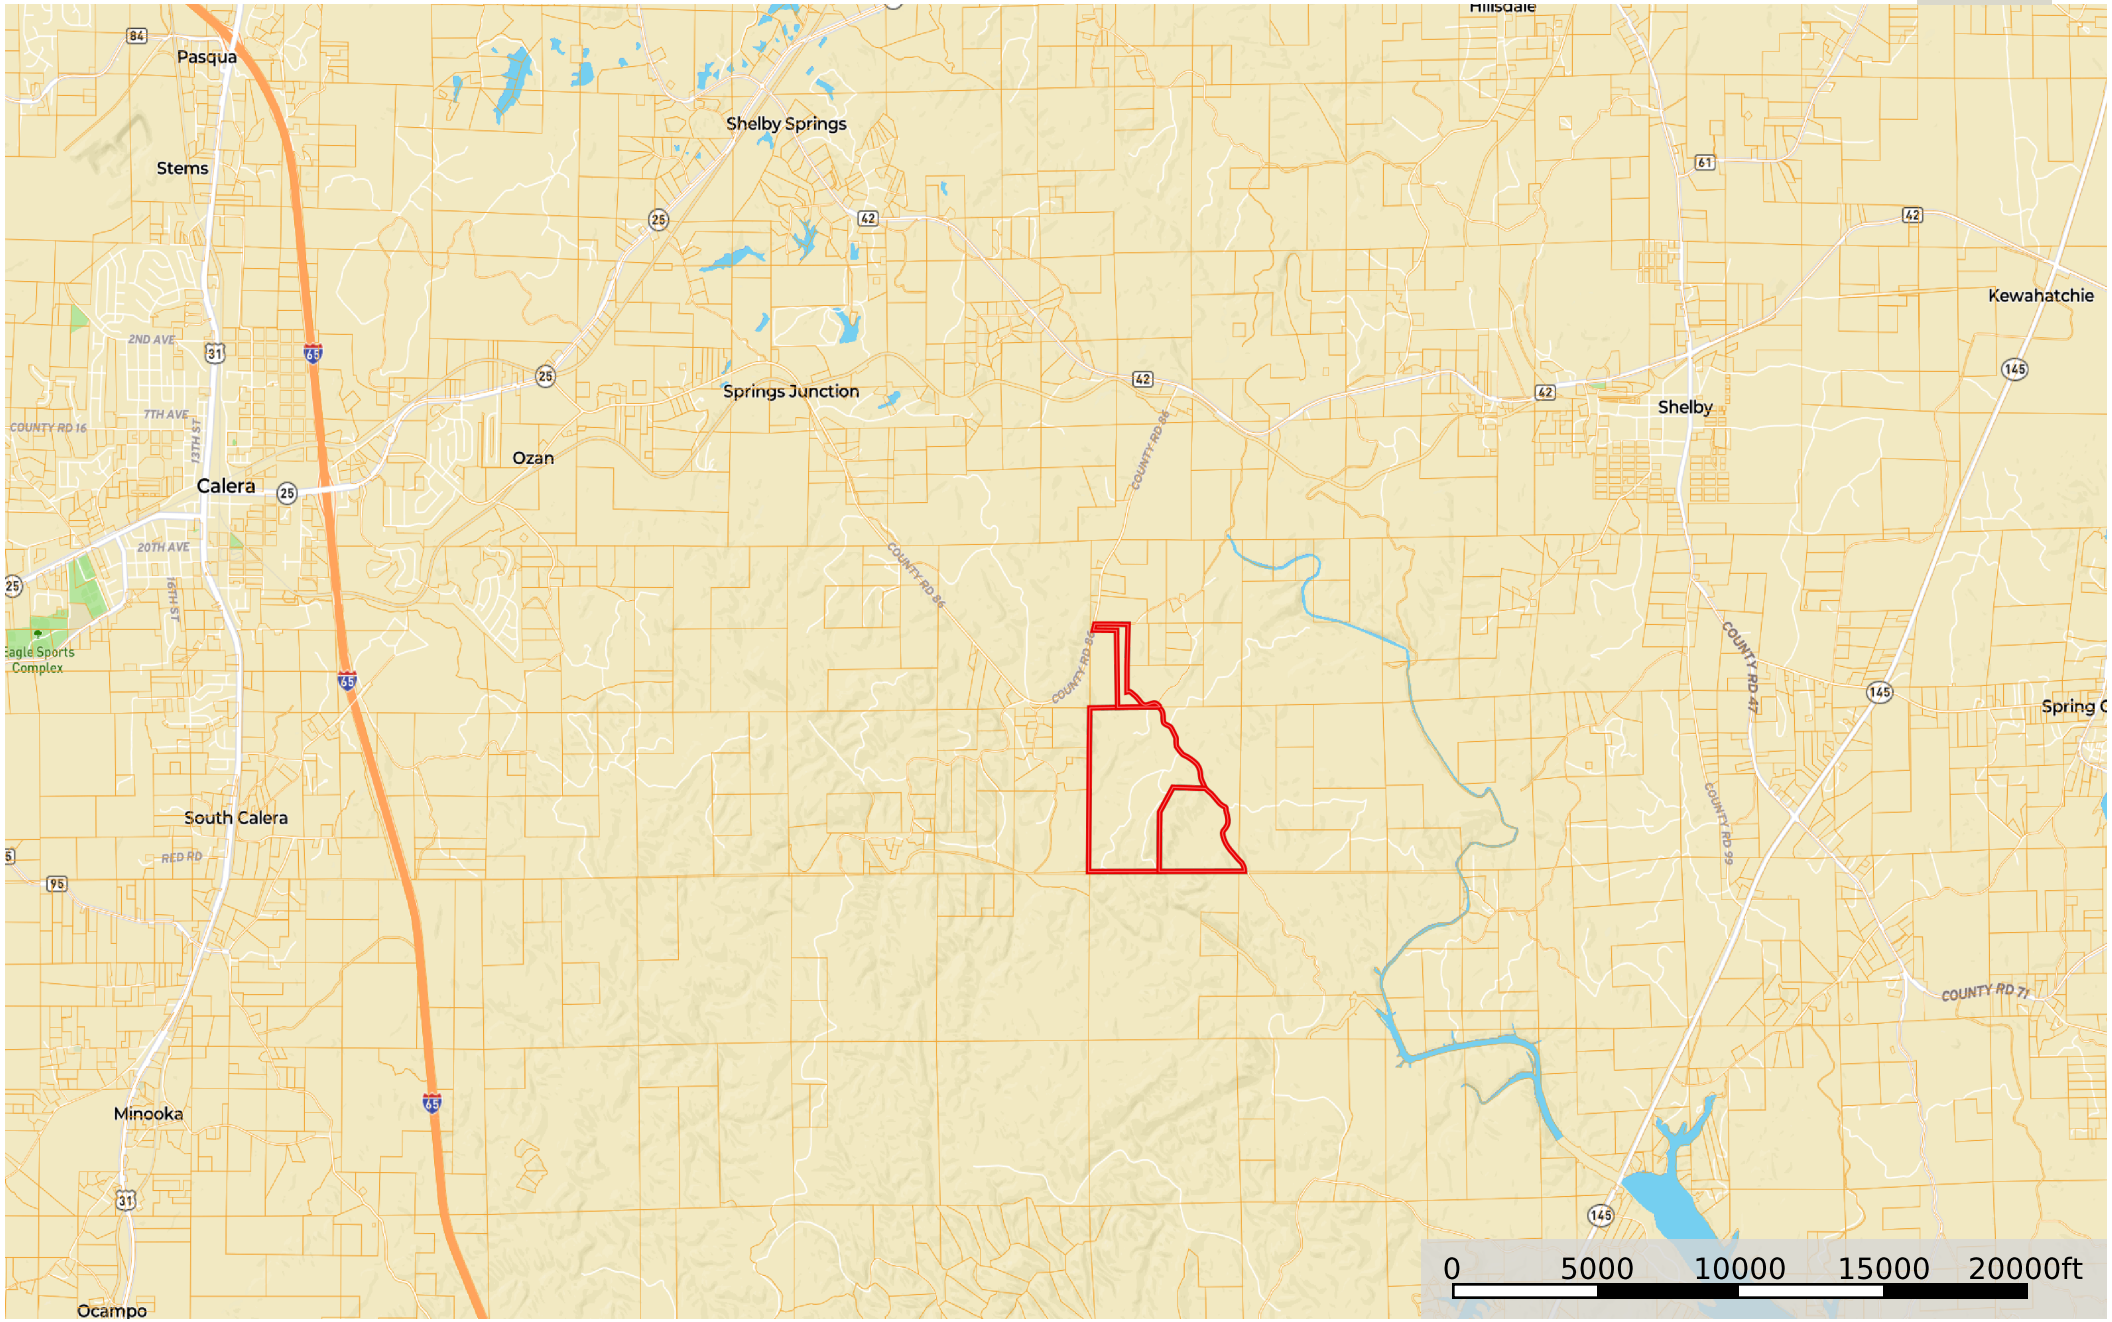 Hillsdale
84
Pasqua
Shelby Springs
Stems
61
25
42
42
Kewahatchie
2ND AVE
31
65
145
25
Springs Junction
42
42
7TH AVE
COUNTY RD 16
13TH ST
Shelby
COUNTY RD 86
Ozan
Calera
25
20TH AVE
COUNTY RD 86
25
16TH ST
Eagle Sports
Complex
COUNTY RD 86
65
COUNTY RD 47
145
Spring
South Calera
COUNTY RD 99
RED RD
5
95
COUNTY RD 71
65
Minooka
31
145
0 5000 10000 15000 20000ft
Ocampo